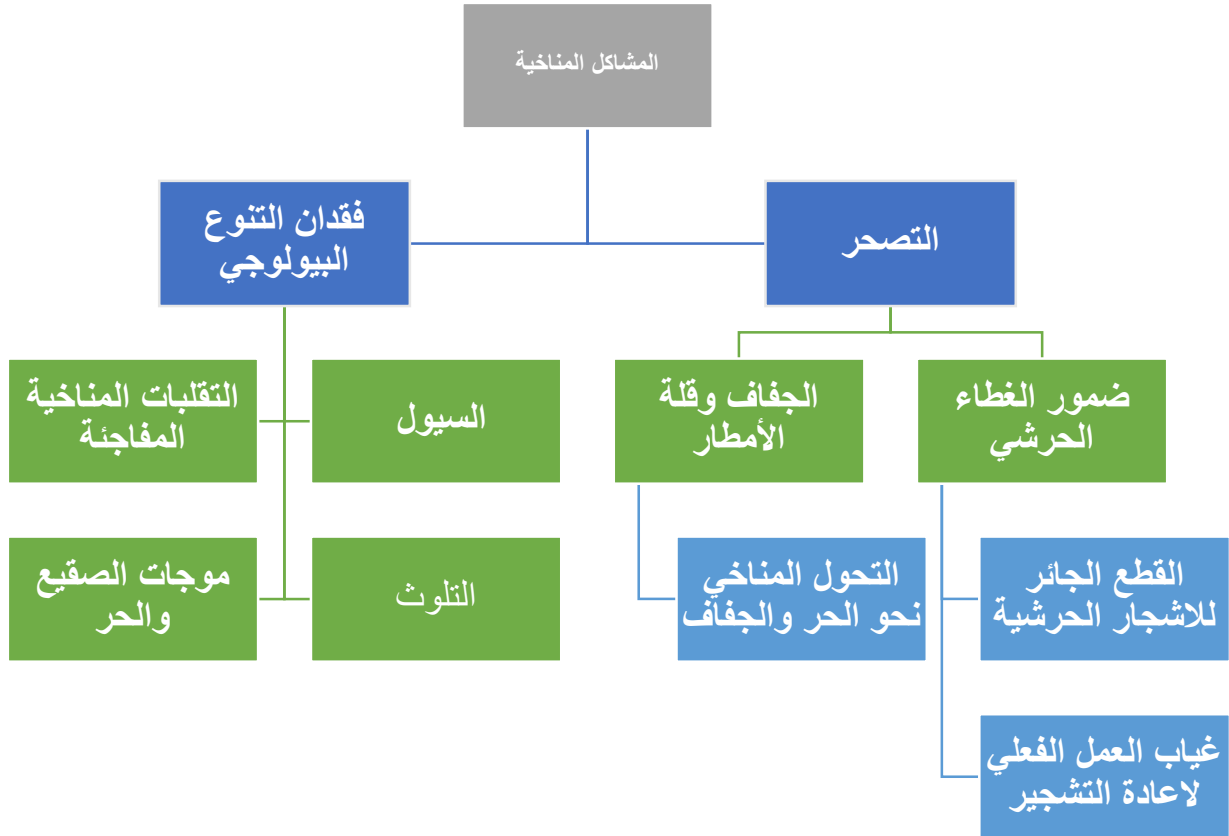 المشاكل المناخية
التصحر
فقدان التنوع
البيولوجي
ضمور الغطاء
الحرشي
الجفاف وقلة
الأمطار
السيول
التقلبات المناخية
المفاجئة
القطع الجائر
للاشجار الحرشية
التحول المناخي
نحو الحر والجفاف
التلوث
موجات الصقيع
والحر
غياب العمل الفعلي
لاعادة التشجير